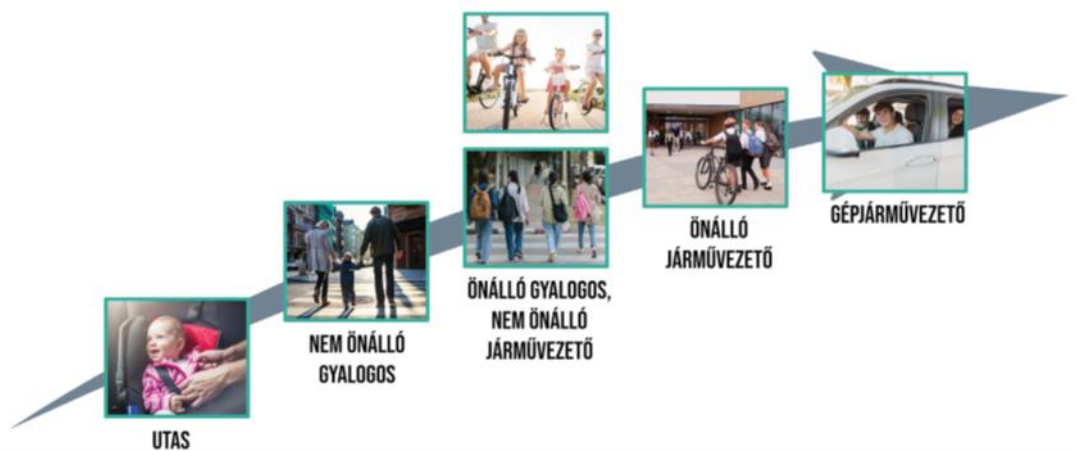 UTAS
NEM ÖNÁLLÓ
GYALOGOS
ÖNÁLLÓ GYALOGOS,
NEM ÖNÁLLÓ
JÁRMŰVEZETŐ
ÖNÁLLÓ
JÁRMŰVEZETŐ
GÉPJÁRMŰVEZETŐ